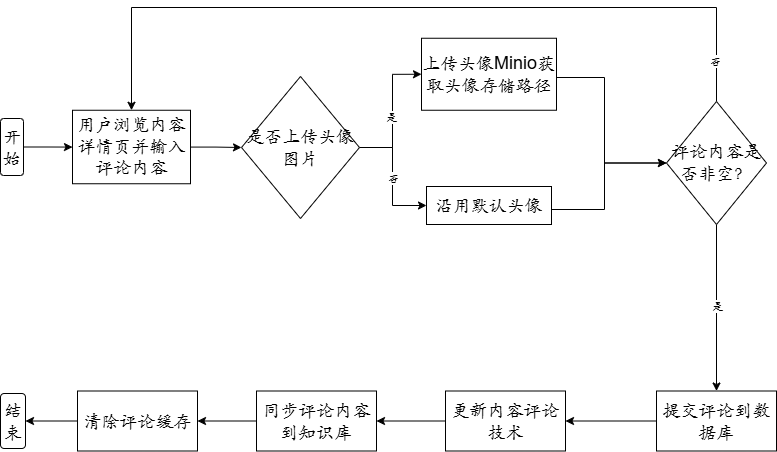 开
始
用户浏览内容
详情页并输入
评论内容
是否上传头像
图片
是
否
上传头像Minio获
取头像存储路径
沿用默认头像
评论内容是
否非空?
否
是
提交评论到数
据库
更新内容评论
技术
同步评论内容
到知识库
清除评论缓存
结
束